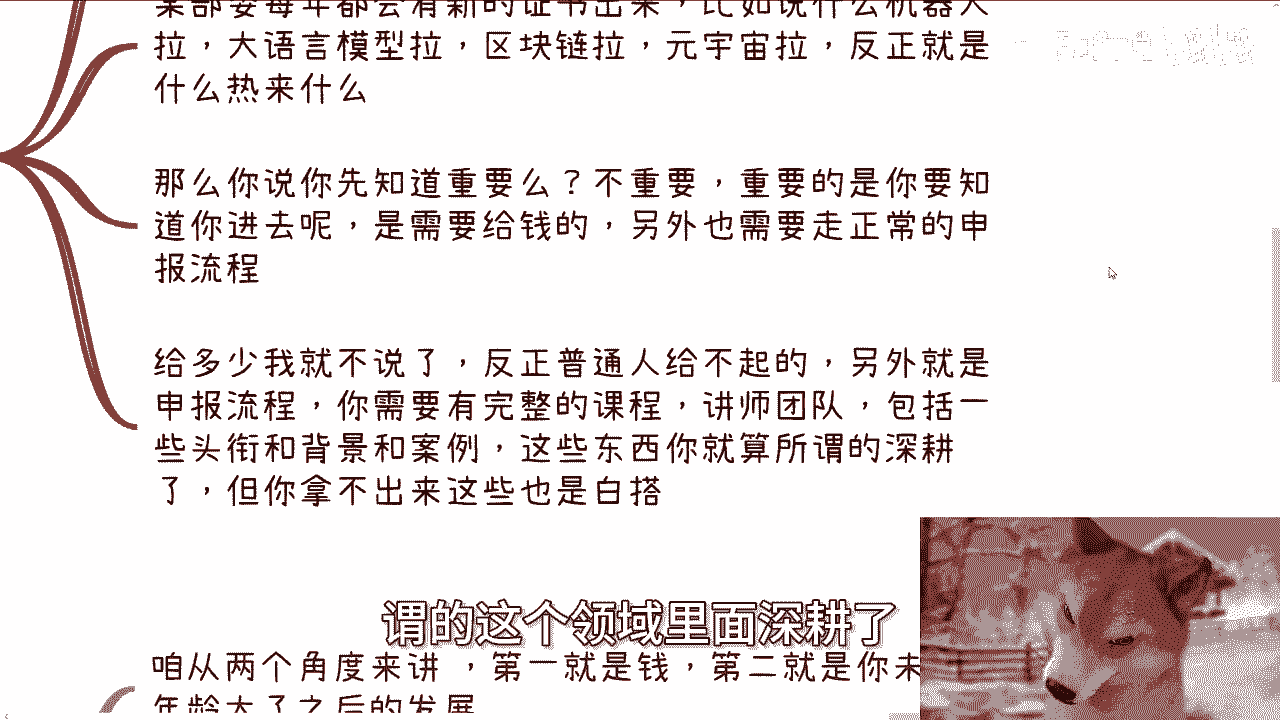 某部委每年都会有新的证书出来，比如说什么机器人
拉，大语言模型拉，区块链拉，元宇宙拉，反正就是
什么热来什么
那么你说你先知道重要么？不重要，重要的是你要知
道你进去呢，是需要给钱的，另外也需要走正常的申
报流程
给多少我就不说了，反正普通人给不起的，另外就是
申报流程，你需要有完整的课程，讲师团队，包括一
些头衔和背景和案例，这些东西你就算所谓的深耕
了，但你拿不出来这些也是白搭
谓的这个领域里面深耕了
咱从两个角度来讲 ，第一就是钱，第二就是你未
年龄大了之后的发展